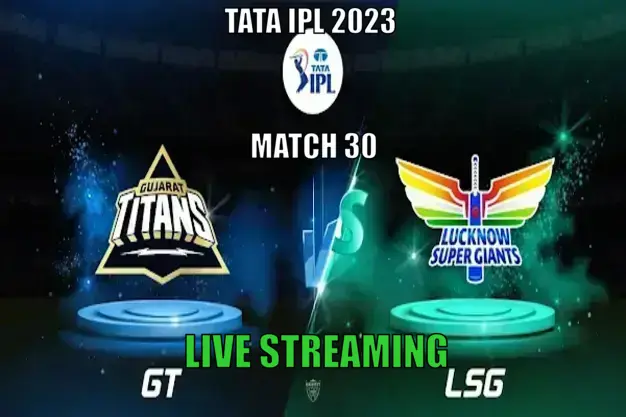 TATA IPL 2023
TATA
IPL
MATCH 30
GUJARAT
TITANS
VS
LUCKNOW
SUPER GIANTS
LIVE STREAMING
GT
LSG